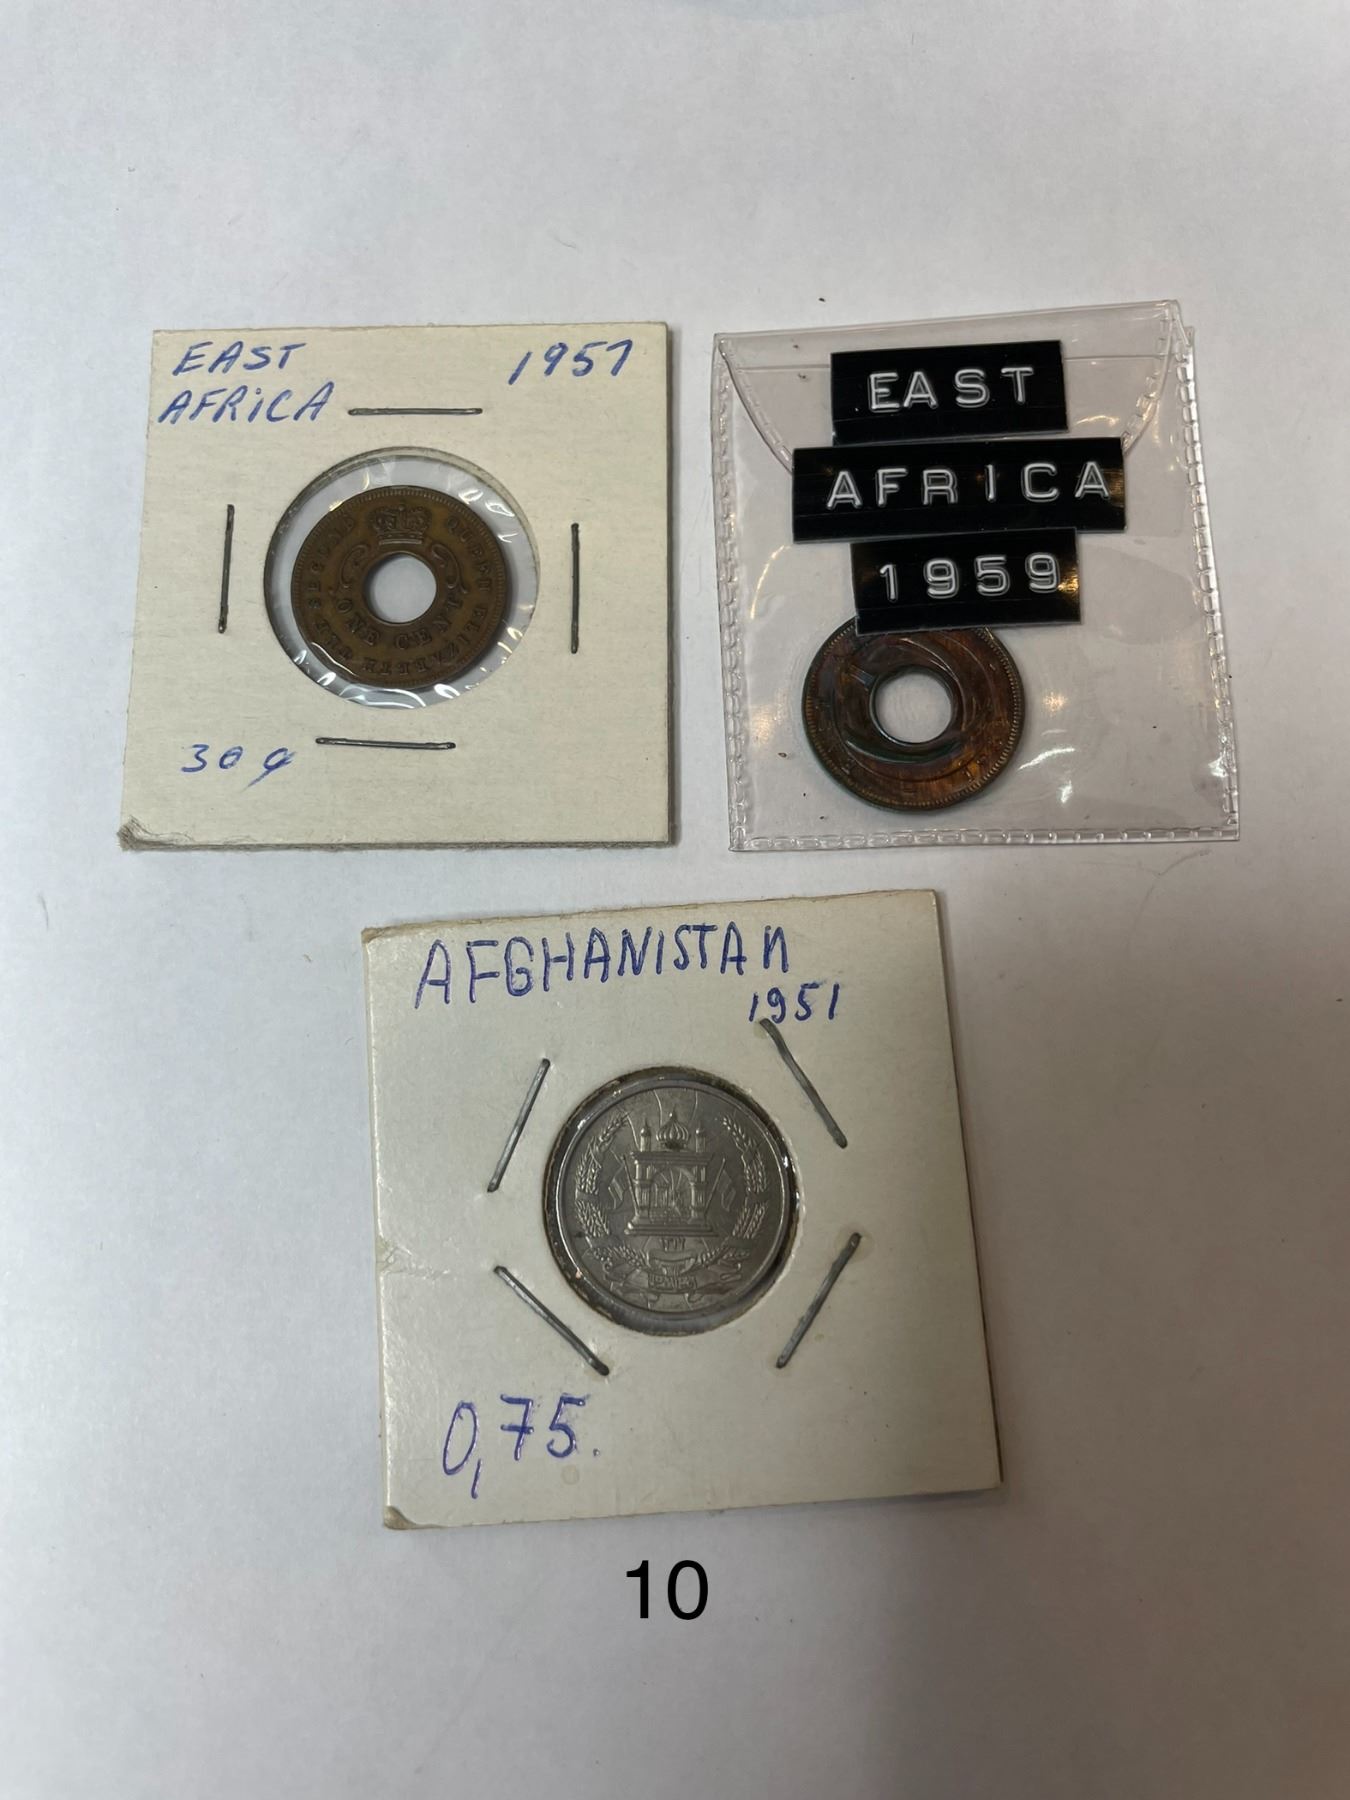 EAST
AFRICA
1957
QUEEN ELIZABETH THE SECOND
ONE CENT
30¢
EAST
AFRICA
1959
AFGHANISTAN
1951
0,75.
10